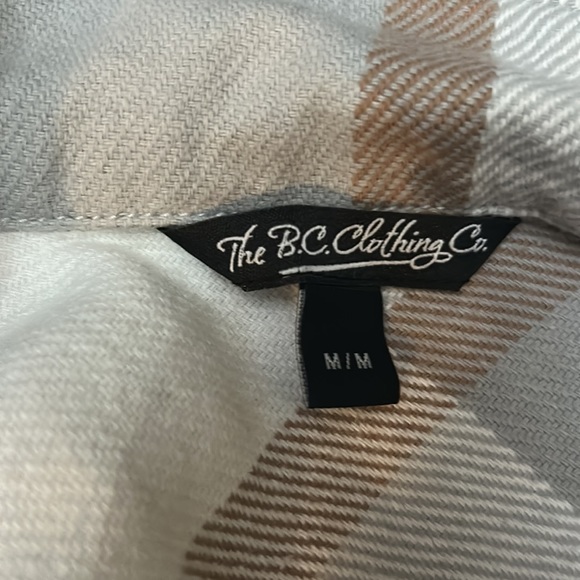 The B.C. Clothing Co.
M/M